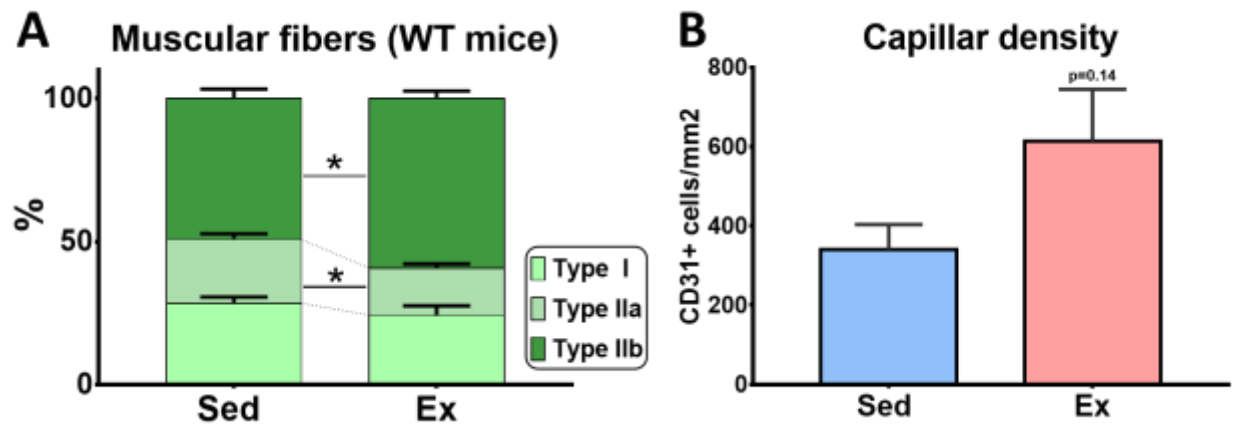 A
Muscular fibers (WT mice)
%
100
50
0
*
*
Sed
Ex
Type I
Type IIa
Type IIb
B
Capillar density
CD31+ cells/mm2
800
600
400
200
0
p=0.14
Sed
Ex